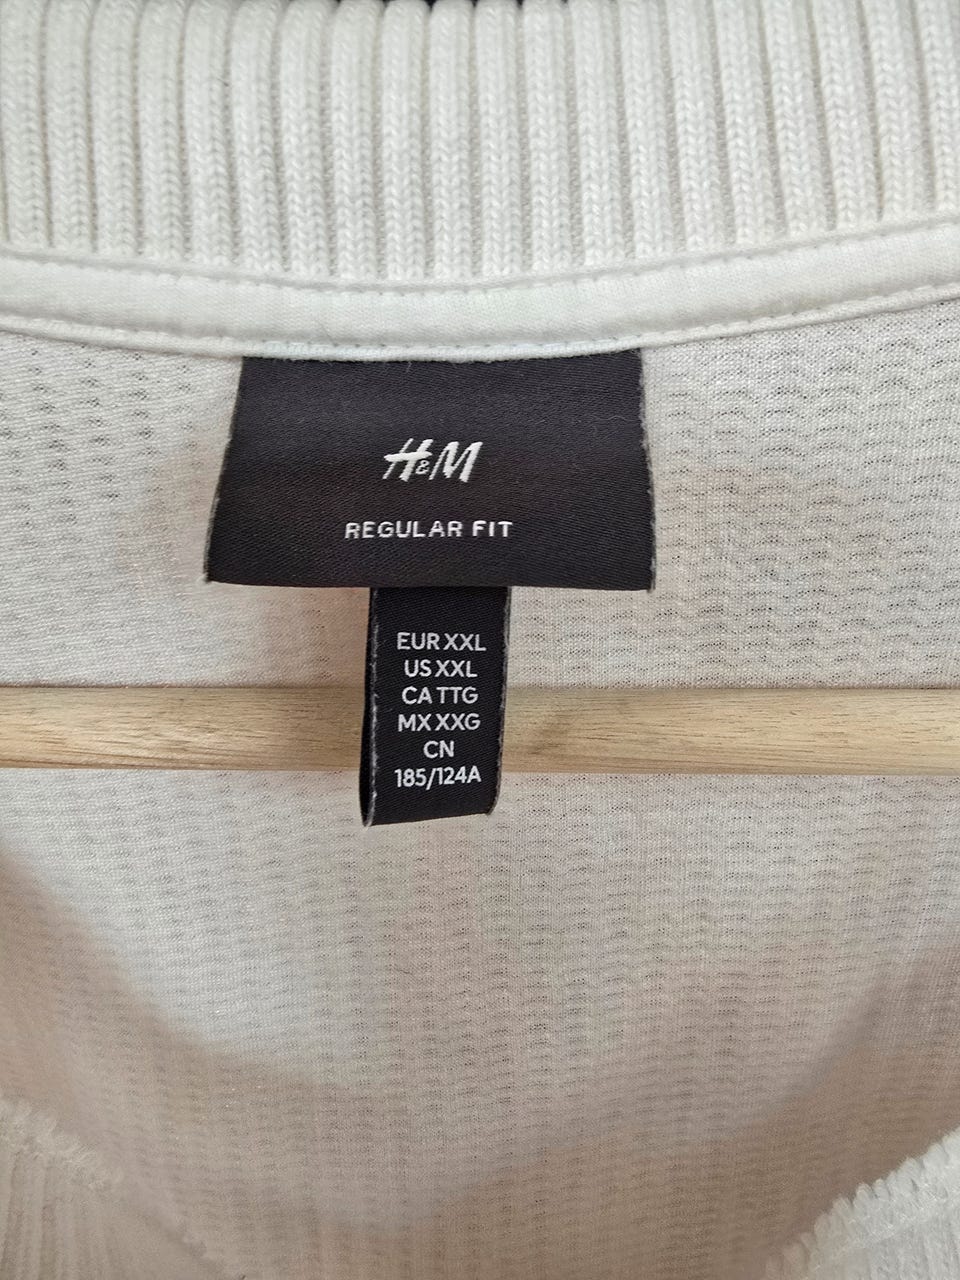 H&M
REGULAR FIT
EUR XXL
US XXL
CA TTG
MX XXG
CN
185/124A